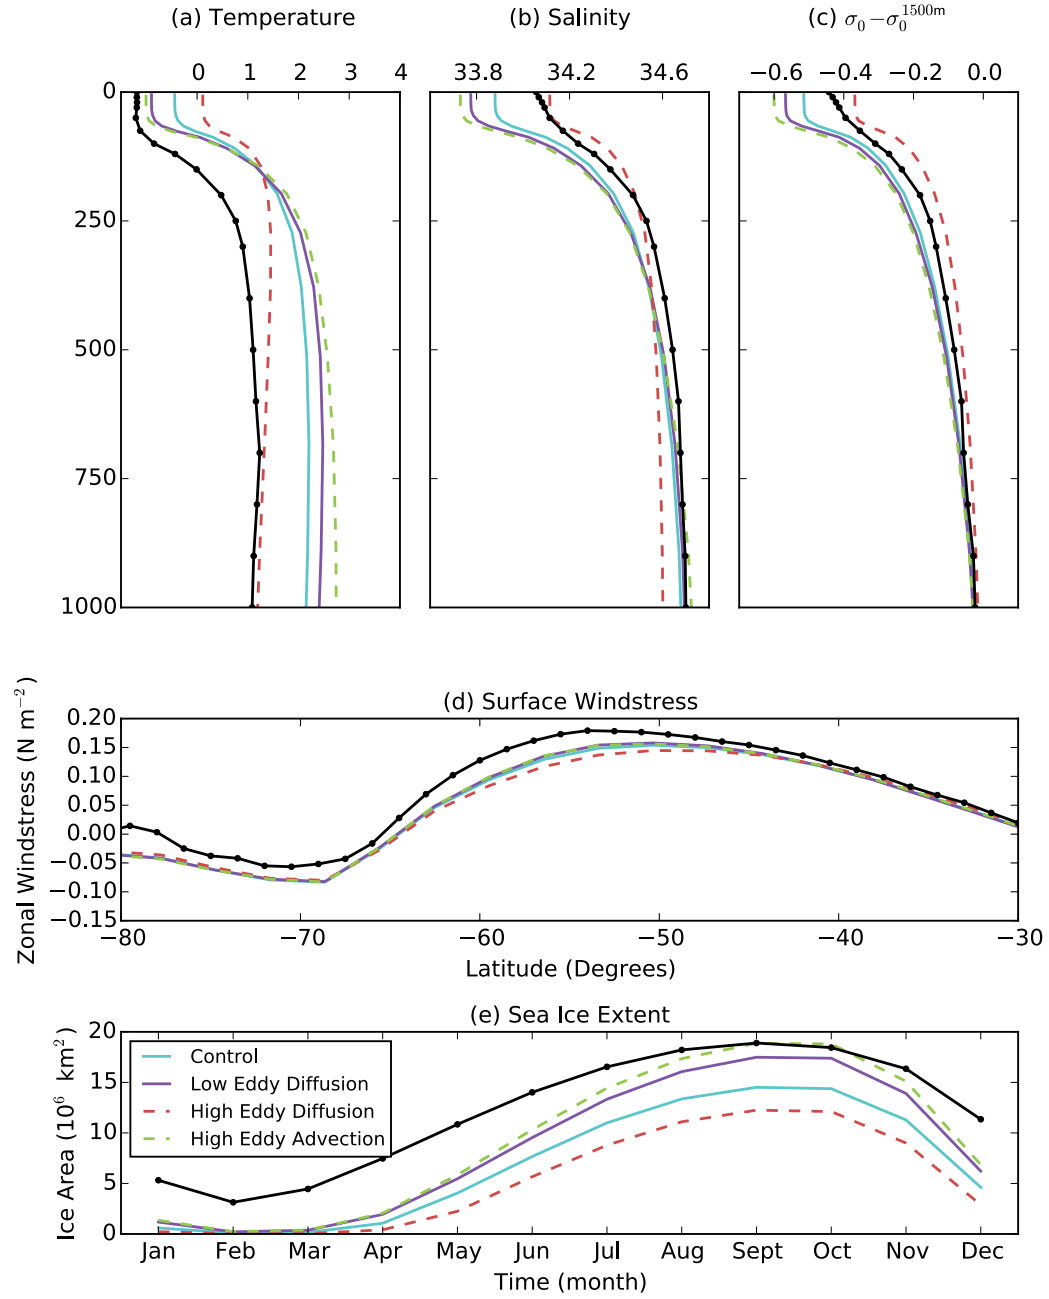 (a) Temperature
(b) Salinity
(c) σ₀−σ₀^1500m
0 1 2 3 4
33.8 34.2 34.6
−0.6 −0.4 −0.2 0.0
0
250
500
750
1000
(d) Surface Windstress
Zonal Windstress (N m⁻²)
0.20
0.15
0.10
0.05
0.00
−0.05
−0.10
−0.15
−80 −70 −60 −50 −40 −30
Latitude (Degrees)
(e) Sea Ice Extent
Ice Area (10⁶ km²)
20
15
10
5
0
Control
Low Eddy Diffusion
High Eddy Diffusion
High Eddy Advection
Jan Feb Mar Apr May Jun Jul Aug Sept Oct Nov Dec
Time (month)